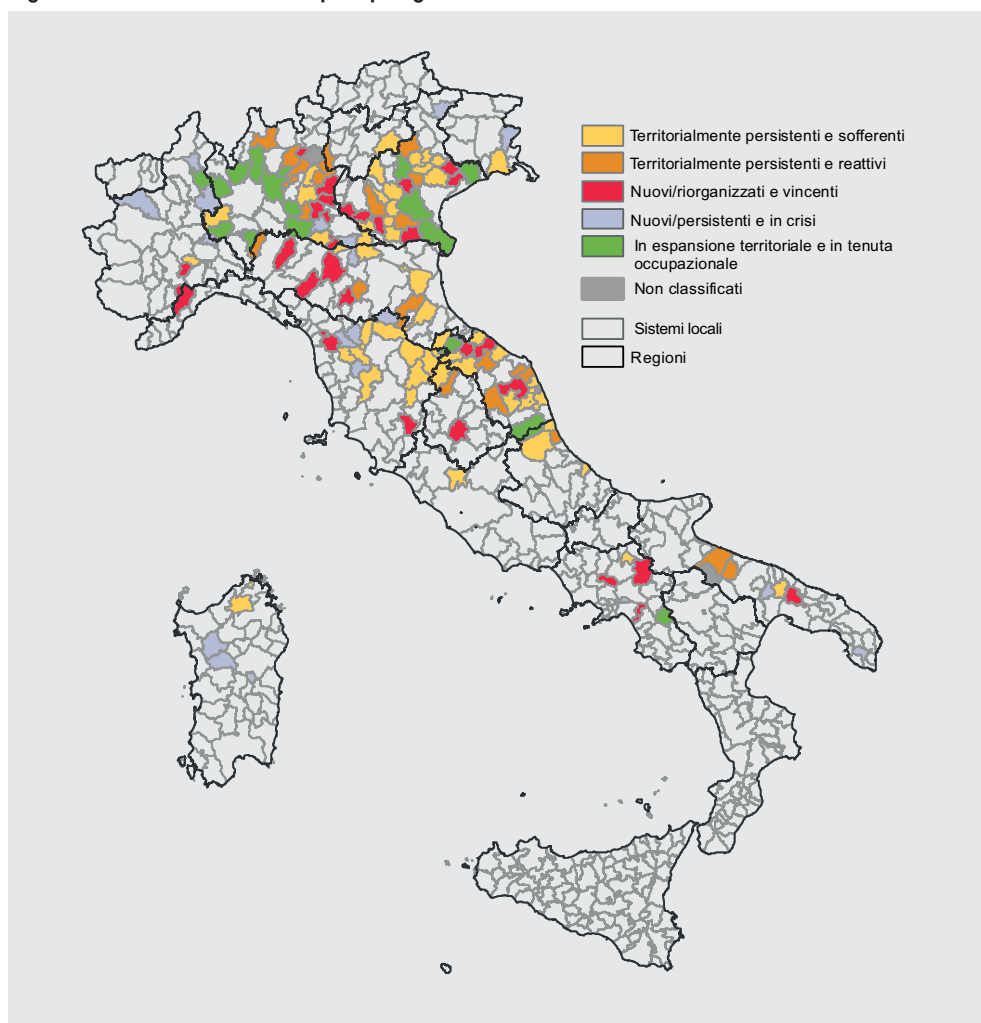 Territorialmente persistenti e sofferenti
Territorialmente persistenti e reattivi
Nuovi/riorganizzati e vincenti
Nuovi/persistenti e in crisi
In espansione territoriale e in tenuta
occupazionale
Non classificati
Sistemi locali
Regioni